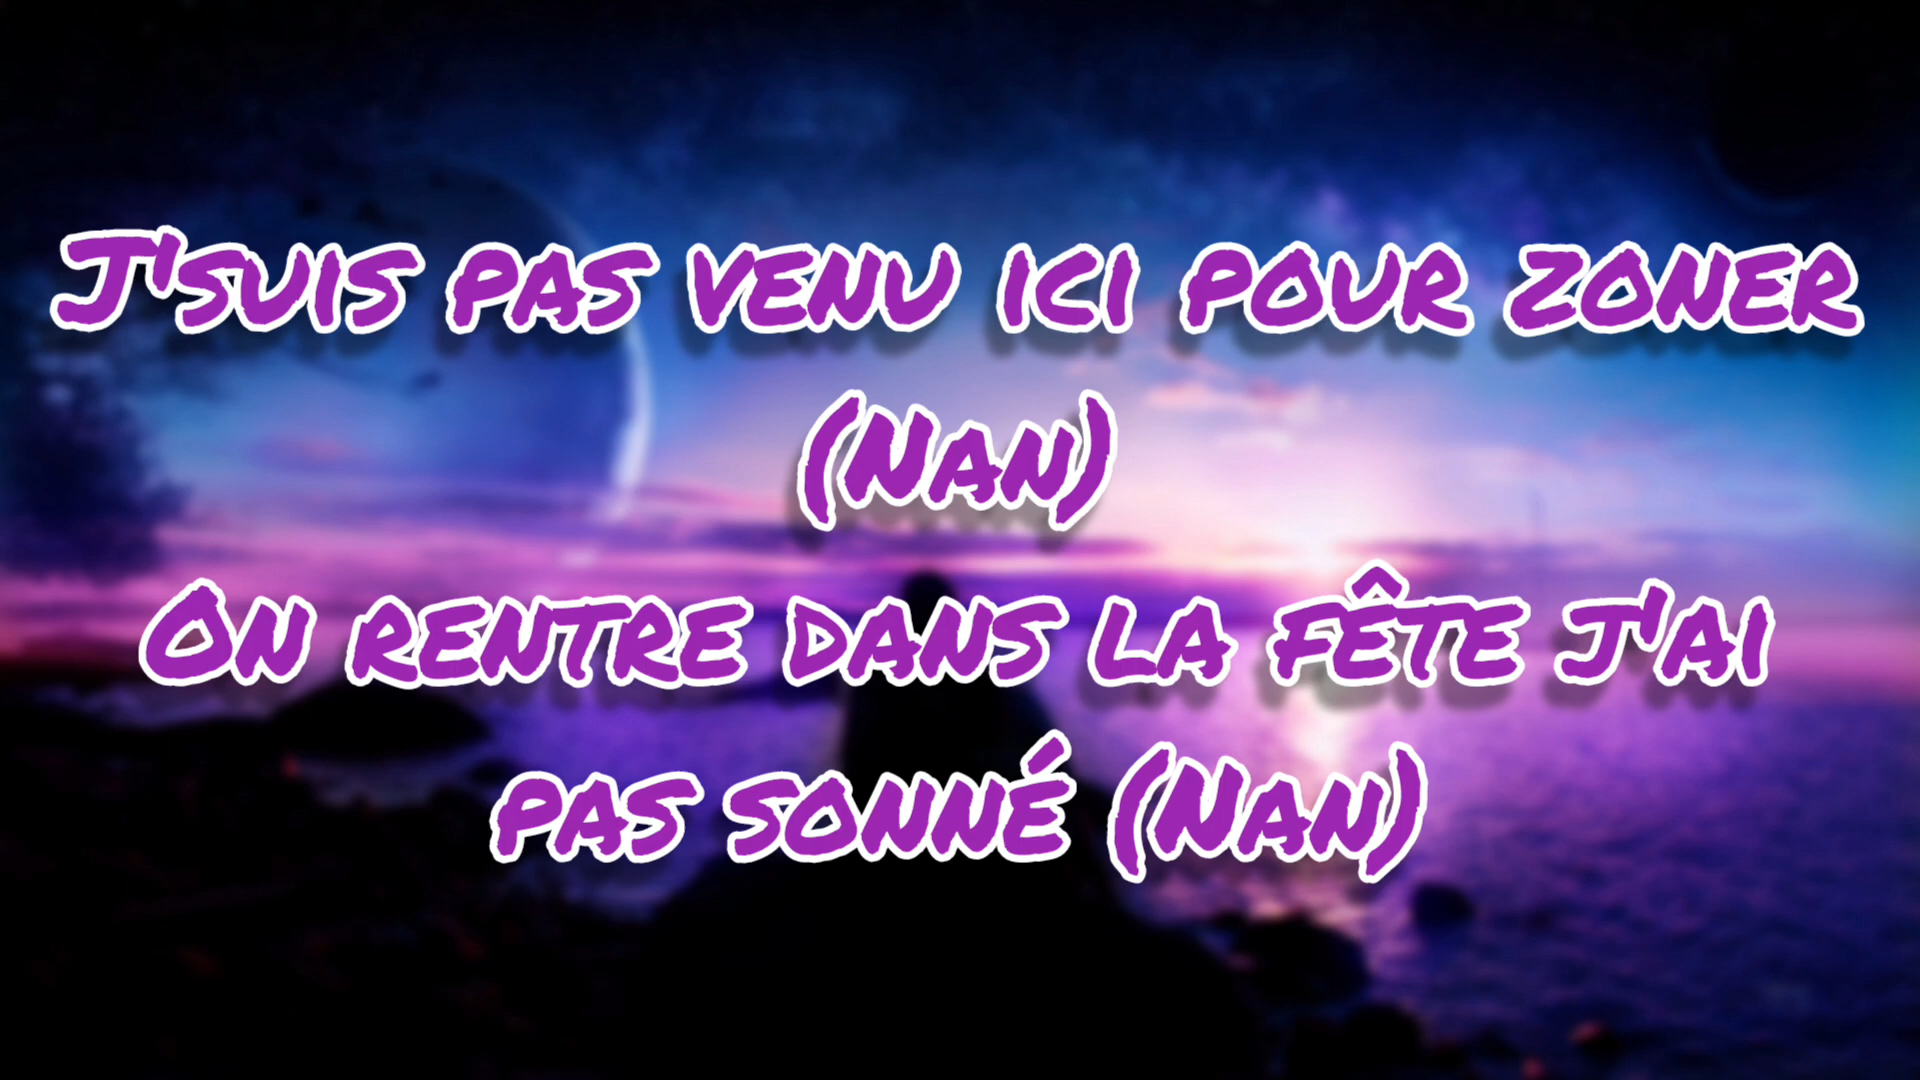 J'suis pas venu ici pour zoner
(Nan)
On rentre dans la fête j'ai
pas sonné (Nan)